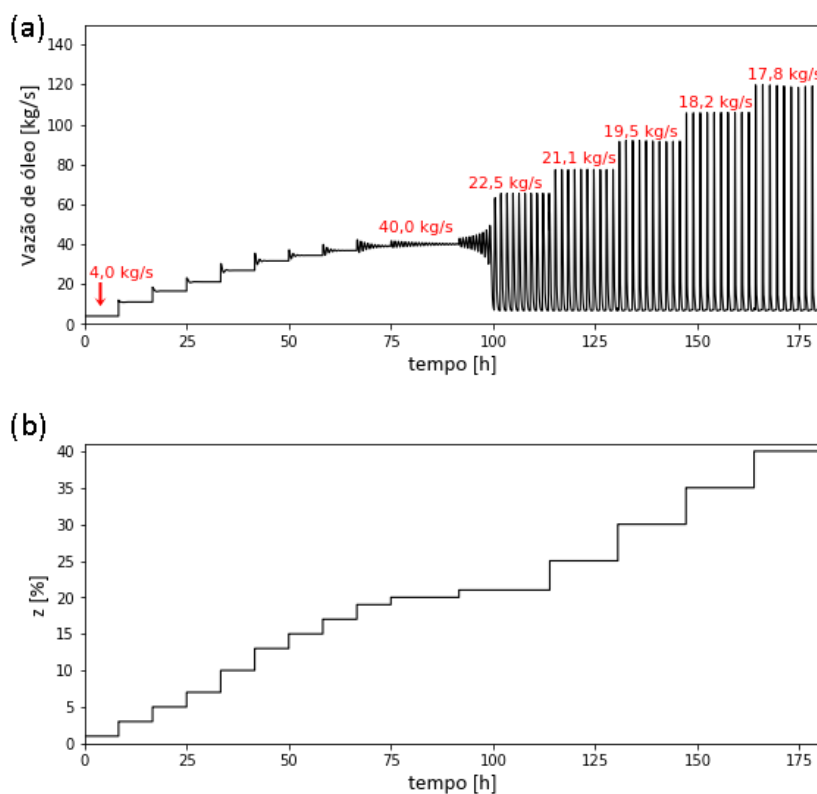 (a)
Vazão de óleo [kg/s]
140
120
100
80
60
40
20
0
4,0 kg/s
40,0 kg/s
22,5 kg/s
21,1 kg/s
19,5 kg/s
18,2 kg/s
17,8 kg/s
0 25 50 75 100 125 150 175
tempo [h]
(b)
z [%]
40
35
30
25
20
15
10
5
0
0 25 50 75 100 125 150 175
tempo [h]